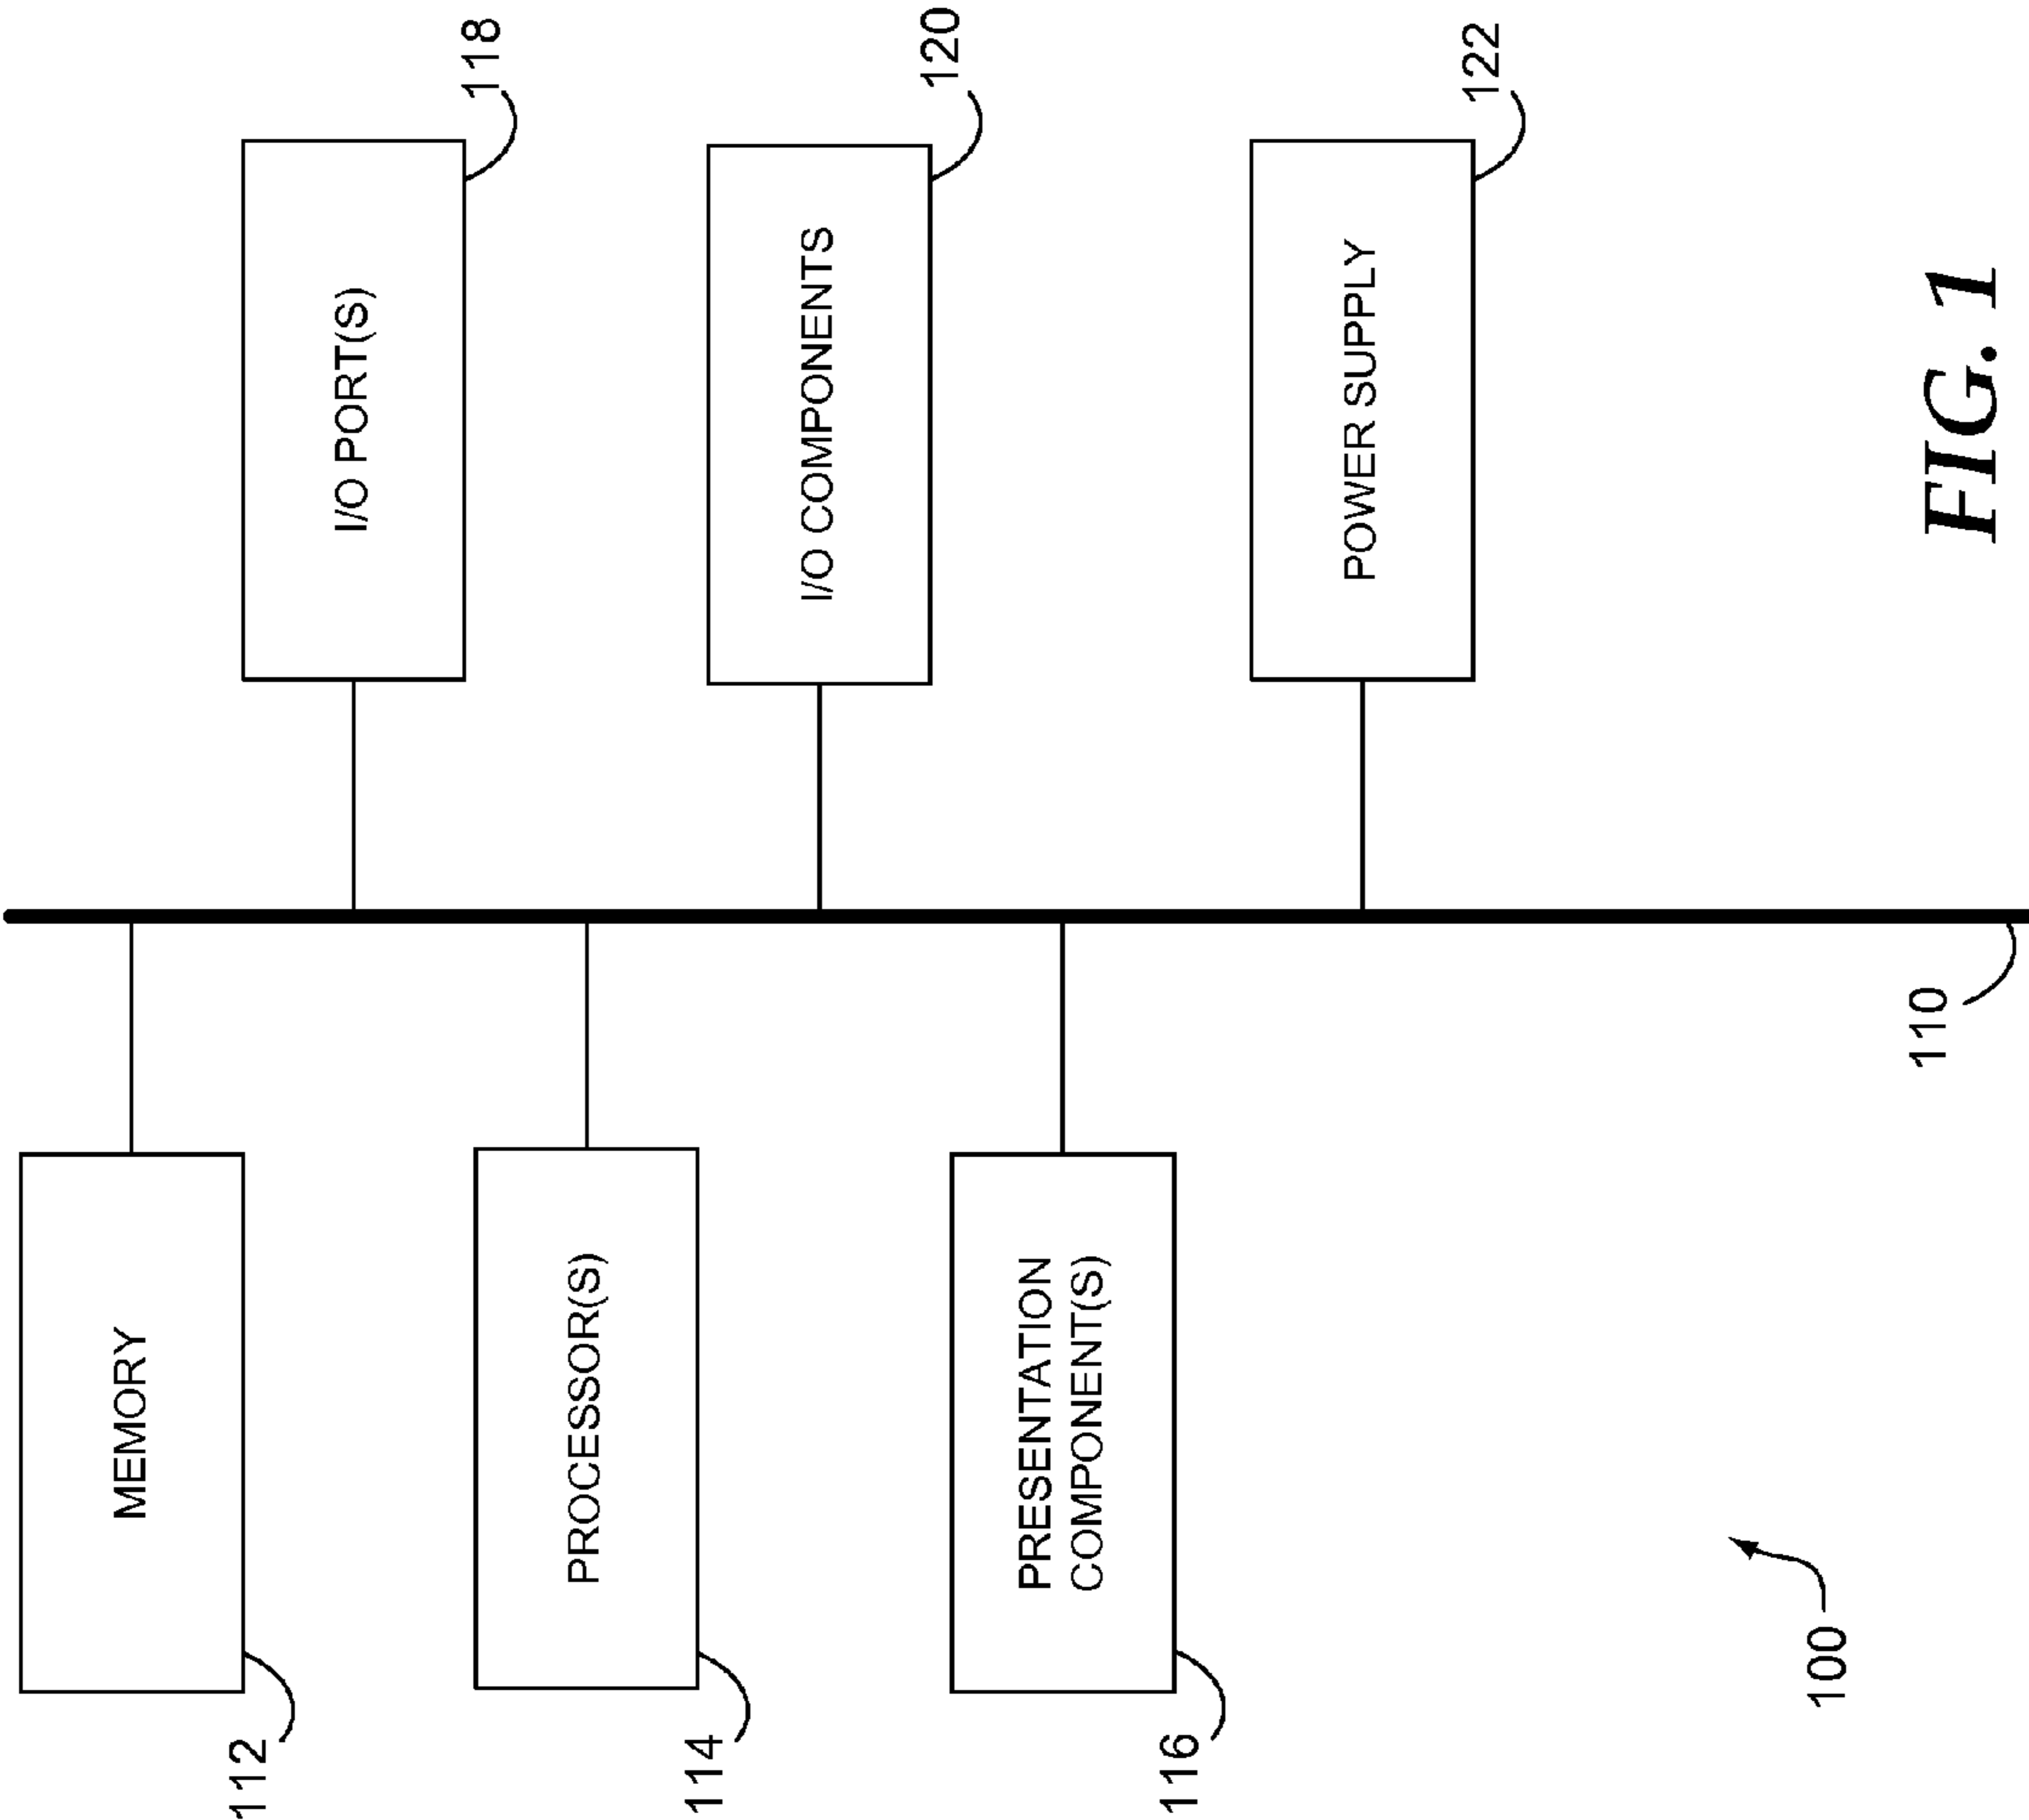 112
MEMORY
114
PROCESSOR(S)
116
PRESENTATION
COMPONENT(S)
118
I/O PORT(S)
120
I/O COMPONENTS
122
POWER SUPPLY
110
100
FIG. 1